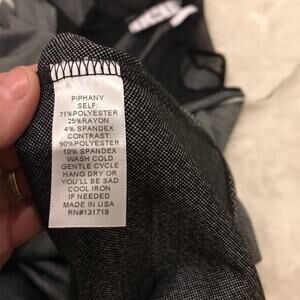 PIPHANY
SELF:
71%POLYESTER
25%RAYON
4% SPANDEX
CONTRAST:
90%POLYESTER
10% SPANDEX
WASH COLD
GENTLE CYCLE
HANG DRY OR
YOU'LL BE SAD
COOL IRON
IF NEEDED
MADE IN USA
RN#131719